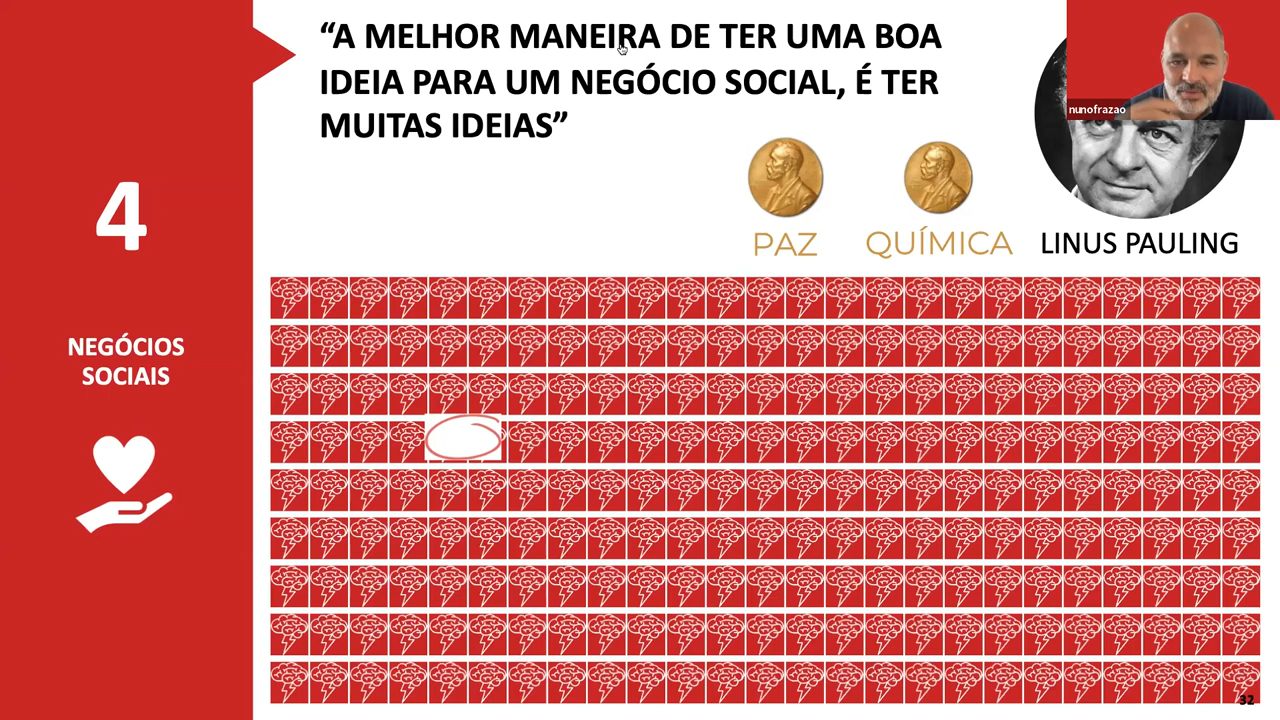 “A MELHOR MANEIRA DE TER UMA BOA
IDEIA PARA UM NEGÓCIO SOCIAL, É TER
MUITAS IDEIAS”
nunofrazao
4
PAZ
QUÍMICA
LINUS PAULING
NEGÓCIOS
SOCIAIS
32